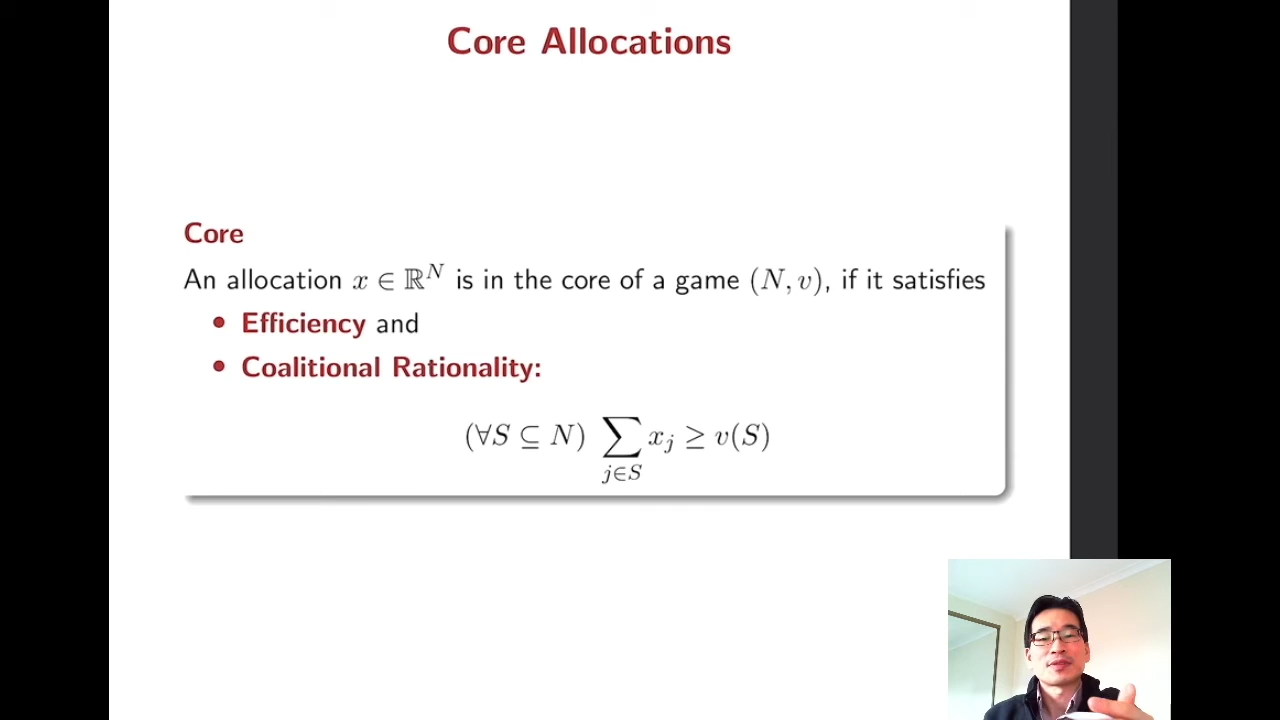 Core Allocations
Core
An allocation x ∈ ℝᴺ is in the core of a game (N, v), if it satisfies
• Efficiency and
• Coalitional Rationality:
(∀S ⊆ N) ∑_{j∈S} x_j ≥ v(S)